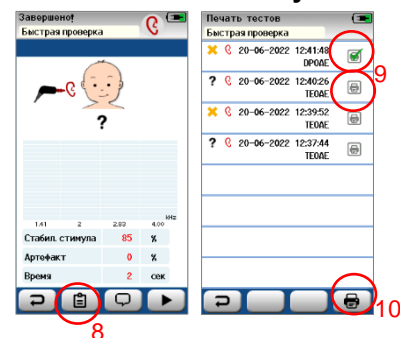 Завершено!
Быстрая проверка
?
kHz
1.41 2 2.83 4.00
Стабил. стимула 85 %
Артефакт 0 %
Время 2 сек
8
Печать тестов
Быстрая проверка
20-06-2022 12:41:48
DPOAE
9
? 20-06-2022 12:40:26
TEOAE
20-06-2022 12:39:52
TEOAE
? 20-06-2022 12:37:44
TEOAE
10